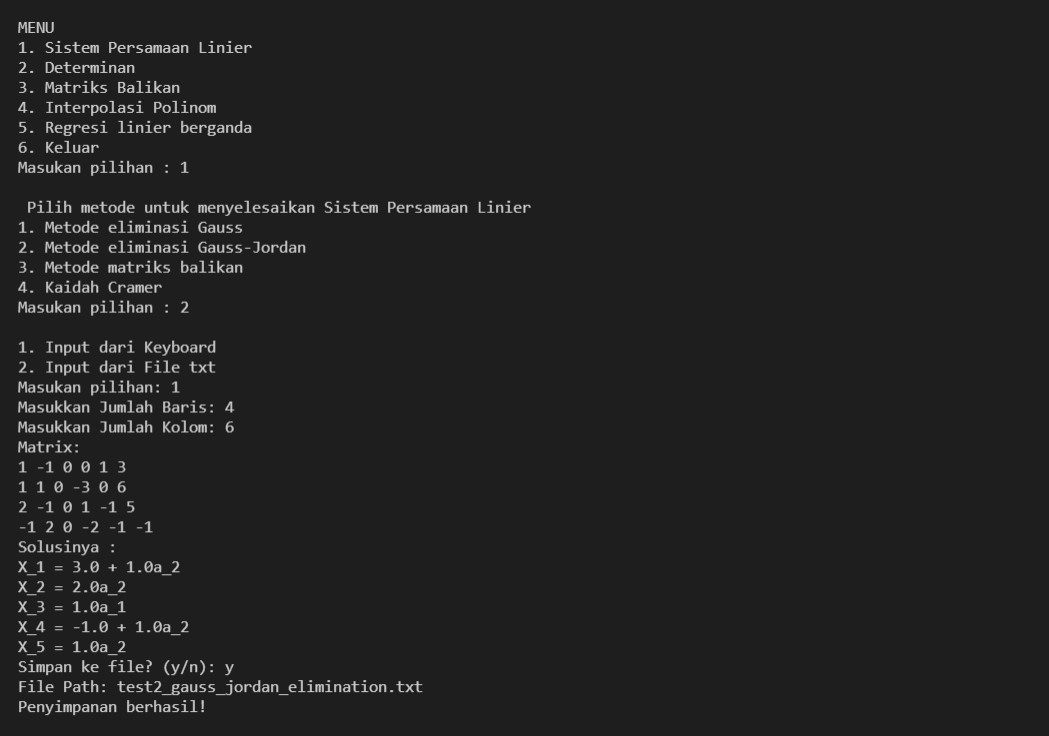 MENU
1. Sistem Persamaan Linier
2. Determinan
3. Matriks Balikan
4. Interpolasi Polinom
5. Regresi linier berganda
6. Keluar
Masukan pilihan : 1
Pilih metode untuk menyelesaikan Sistem Persamaan Linier
1. Metode eliminasi Gauss
2. Metode eliminasi Gauss-Jordan
3. Metode matriks balikan
4. Kaidah Cramer
Masukan pilihan : 2
1. Input dari Keyboard
2. Input dari File txt
Masukan pilihan: 1
Masukkan Jumlah Baris: 4
Masukkan Jumlah Kolom: 6
Matrix:
1 -1 0 0 1 3
1 1 0 -3 0 6
2 -1 0 1 -1 5
-1 2 0 -2 -1 -1
Solusinya :
X_1 = 3.0 + 1.0a_2
X_2 = 2.0a_2
X_3 = 1.0a_1
X_4 = -1.0 + 1.0a_2
X_5 = 1.0a_2
Simpan ke file? (y/n): y
File Path: test2_gauss_jordan_elimination.txt
Penyimpanan berhasil!